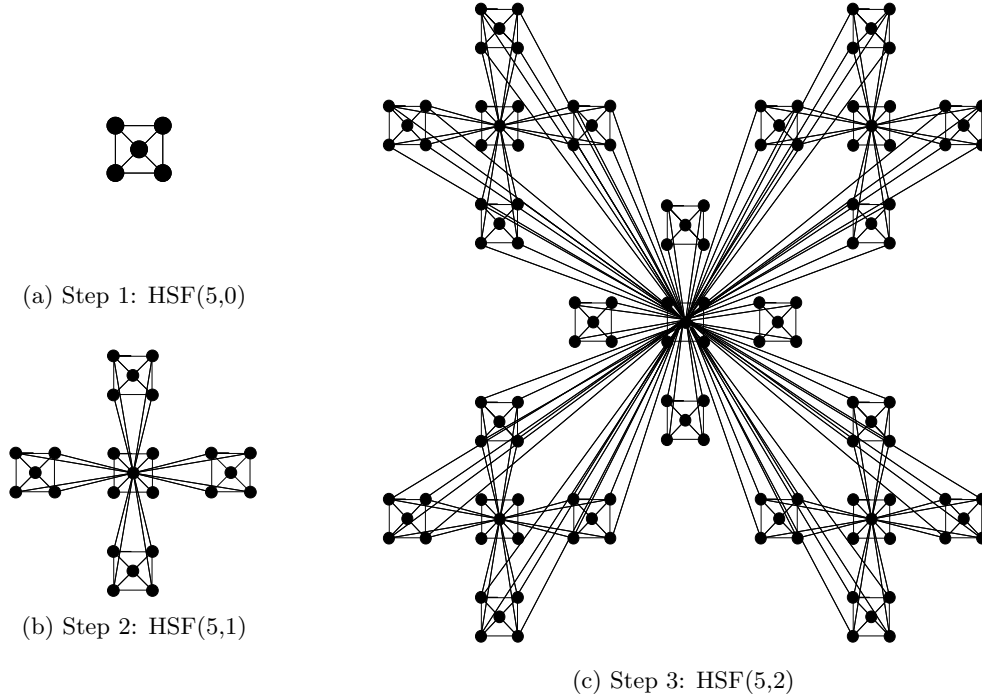 (a) Step 1: HSF(5,0)
(b) Step 2: HSF(5,1)
(c) Step 3: HSF(5,2)